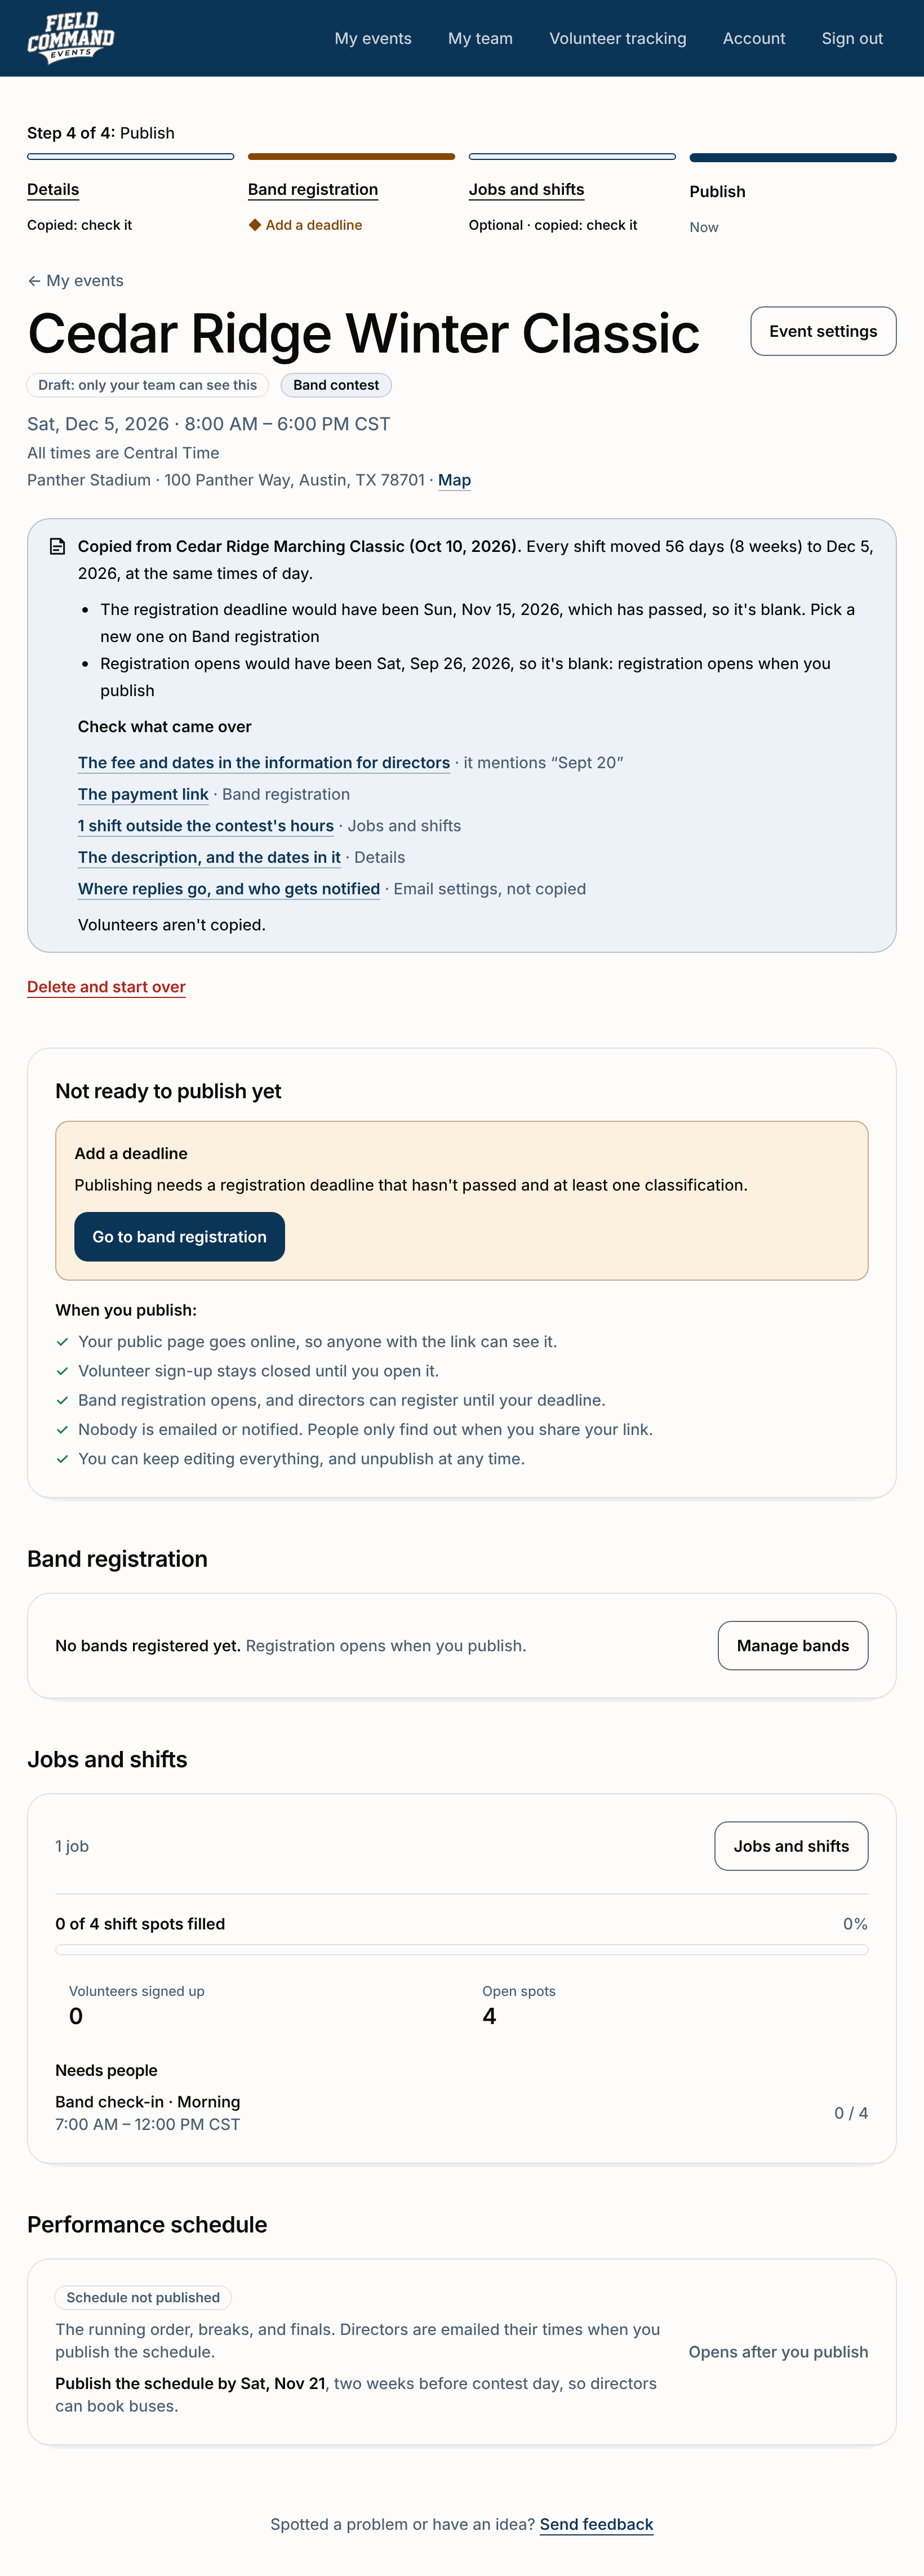 FIELD
COMMAND
EVENTS
My events
My team
Volunteer tracking
Account
Sign out
Step 4 of 4: Publish
Details
Copied: check it
Band registration
◆ Add a deadline
Jobs and shifts
Optional · copied: check it
Publish
Now
← My events
Cedar Ridge Winter Classic
Event settings
Draft: only your team can see this
Band contest
Sat, Dec 5, 2026 · 8:00 AM – 6:00 PM CST
All times are Central Time
Panther Stadium · 100 Panther Way, Austin, TX 78701 · Map
Copied from Cedar Ridge Marching Classic (Oct 10, 2026). Every shift moved 56 days (8 weeks) to Dec 5,
2026, at the same times of day.
• The registration deadline would have been Sun, Nov 15, 2026, which has passed, so it's blank. Pick a
new one on Band registration
• Registration opens would have been Sat, Sep 26, 2026, so it's blank: registration opens when you
publish
Check what came over
The fee and dates in the information for directors · it mentions “Sept 20”
The payment link · Band registration
1 shift outside the contest's hours · Jobs and shifts
The description, and the dates in it · Details
Where replies go, and who gets notified · Email settings, not copied
Volunteers aren't copied.
Delete and start over
Not ready to publish yet
Add a deadline
Publishing needs a registration deadline that hasn't passed and at least one classification.
Go to band registration
When you publish:
✓ Your public page goes online, so anyone with the link can see it.
✓ Volunteer sign-up stays closed until you open it.
✓ Band registration opens, and directors can register until your deadline.
✓ Nobody is emailed or notified. People only find out when you share your link.
✓ You can keep editing everything, and unpublish at any time.
Band registration
No bands registered yet. Registration opens when you publish.
Manage bands
Jobs and shifts
1 job
Jobs and shifts
0 of 4 shift spots filled
0%
Volunteers signed up
0
Open spots
4
Needs people
Band check-in · Morning
7:00 AM – 12:00 PM CST
0 / 4
Performance schedule
Schedule not published
The running order, breaks, and finals. Directors are emailed their times when you
publish the schedule.
Opens after you publish
Publish the schedule by Sat, Nov 21, two weeks before contest day, so directors
can book buses.
Spotted a problem or have an idea? Send feedback